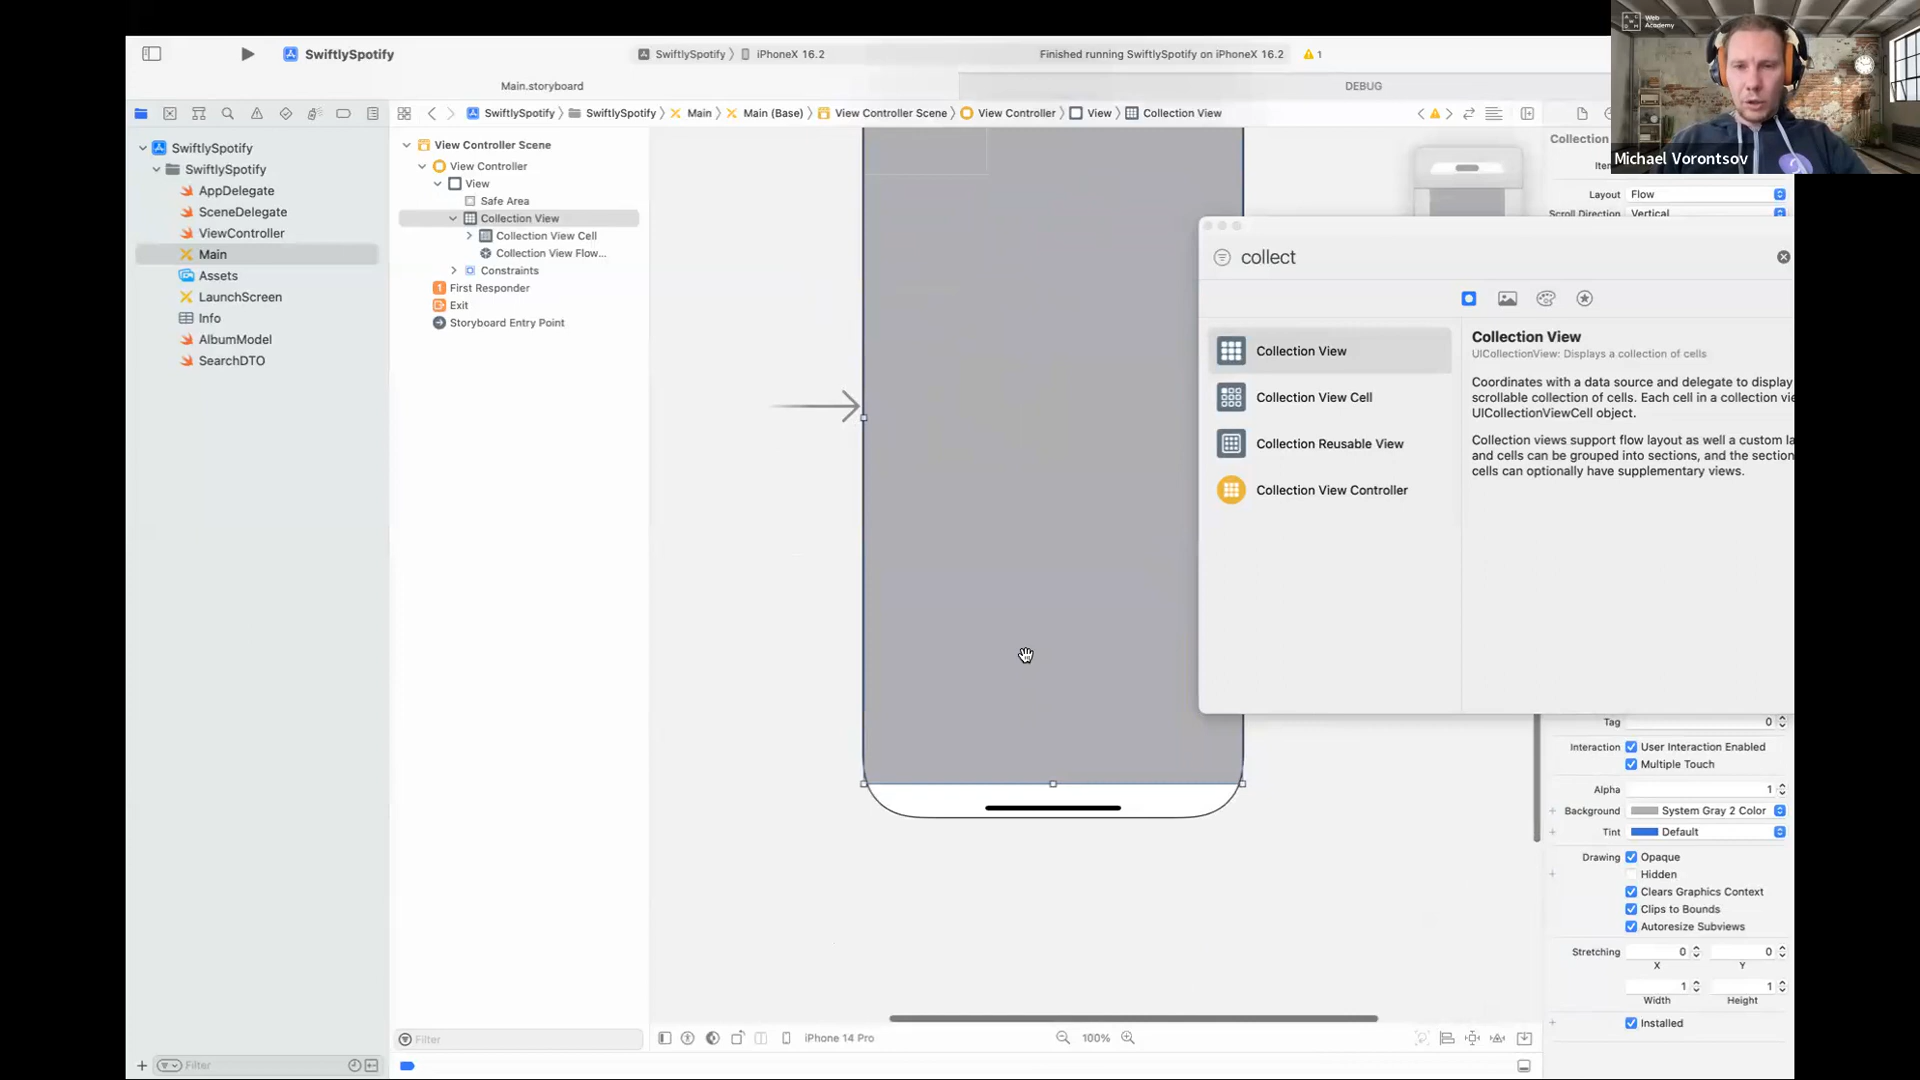 Web
Academy
Michael Vorontsov
SwiftlySpotify
SwiftlySpotify
iPhoneX 16.2
Finished running SwiftlySpotify on iPhoneX 16.2
1
Main.storyboard
DEBUG
SwiftlySpotify
SwiftlySpotify
Main
Main (Base)
View Controller Scene
View Controller
View
Collection View
SwiftlySpotify
SwiftlySpotify
AppDelegate
SceneDelegate
ViewController
Main
Assets
LaunchScreen
Info
AlbumModel
SearchDTO
Filter
View Controller Scene
View Controller
View
Safe Area
Collection View
Collection View Cell
Collection View Flow...
Constraints
First Responder
Exit
Storyboard Entry Point
Filter
iPhone 14 Pro
100%
collect
Collection View
Collection View Cell
Collection Reusable View
Collection View Controller
Collection View
UICollectionView: Displays a collection of cells
Coordinates with a data source and delegate to display
scrollable collection of cells. Each cell in a collection
UICollectionViewCell object.
Collection views support flow layout as well a custom
and cells can be grouped into sections, and the section
cells can optionally have supplementary views.
Collection
Layout Flow
Scroll Direction Vertical
Tag 0
Interaction User Interaction Enabled
Multiple Touch
Alpha 1
Background System Gray 2 Color
Tint Default
Drawing Opaque
Hidden
Clears Graphics Context
Clips to Bounds
Autoresize Subviews
Stretching 0 0
X Y
1 1
Width Height
Installed